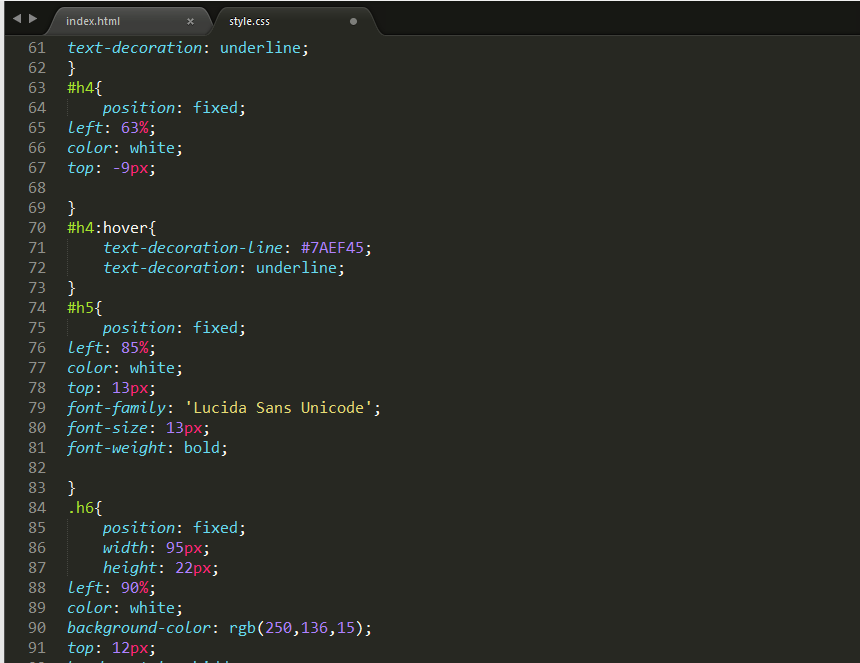 index.html × style.css
61 text-decoration: underline;
62 }
63 #h4{
64 position: fixed;
65 left: 63%;
66 color: white;
67 top: -9px;
68
69 }
70 #h4:hover{
71 text-decoration-line: #7AEF45;
72 text-decoration: underline;
73 }
74 #h5{
75 position: fixed;
76 left: 85%;
77 color: white;
78 top: 13px;
79 font-family: 'Lucida Sans Unicode';
80 font-size: 13px;
81 font-weight: bold;
82
83 }
84 .h6{
85 position: fixed;
86 width: 95px;
87 height: 22px;
88 left: 90%;
89 color: white;
90 background-color: rgb(250,136,15);
91 top: 12px;